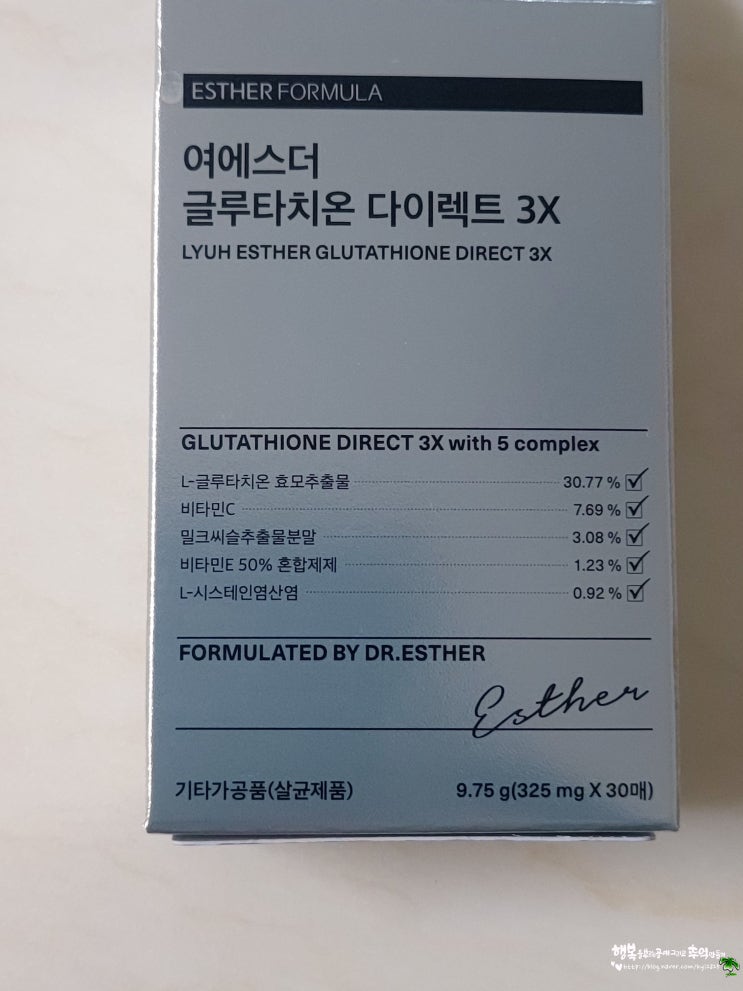 ESTHER FORMULA
여에스더
글루타치온 다이렉트 3X
LYUH ESTHER GLUTATHIONE DIRECT 3X
GLUTATHIONE DIRECT 3X with 5 complex
L-글루타치온 효모추출물 30.77 %
비타민C 7.69 %
밀크씨슬추출물분말 3.08 %
비타민E 50% 혼합제제 1.23 %
L-시스테인염산염 0.92 %
FORMULATED BY DR.ESTHER
Esther
기타가공품(살균제품) 9.75 g(325 mg X 30매)
행복 추억